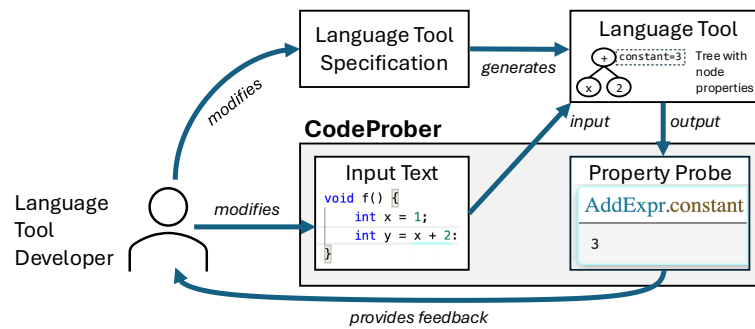 Language Tool
Specification
Language Tool
+
constant=3
x
2
Tree with
node
properties
modifies
generates
input
output
CodeProber
Input Text
void f() {
int x = 1;
int y = x + 2:
}
Property Probe
AddExpr.constant
3
Language
Tool
Developer
modifies
provides feedback